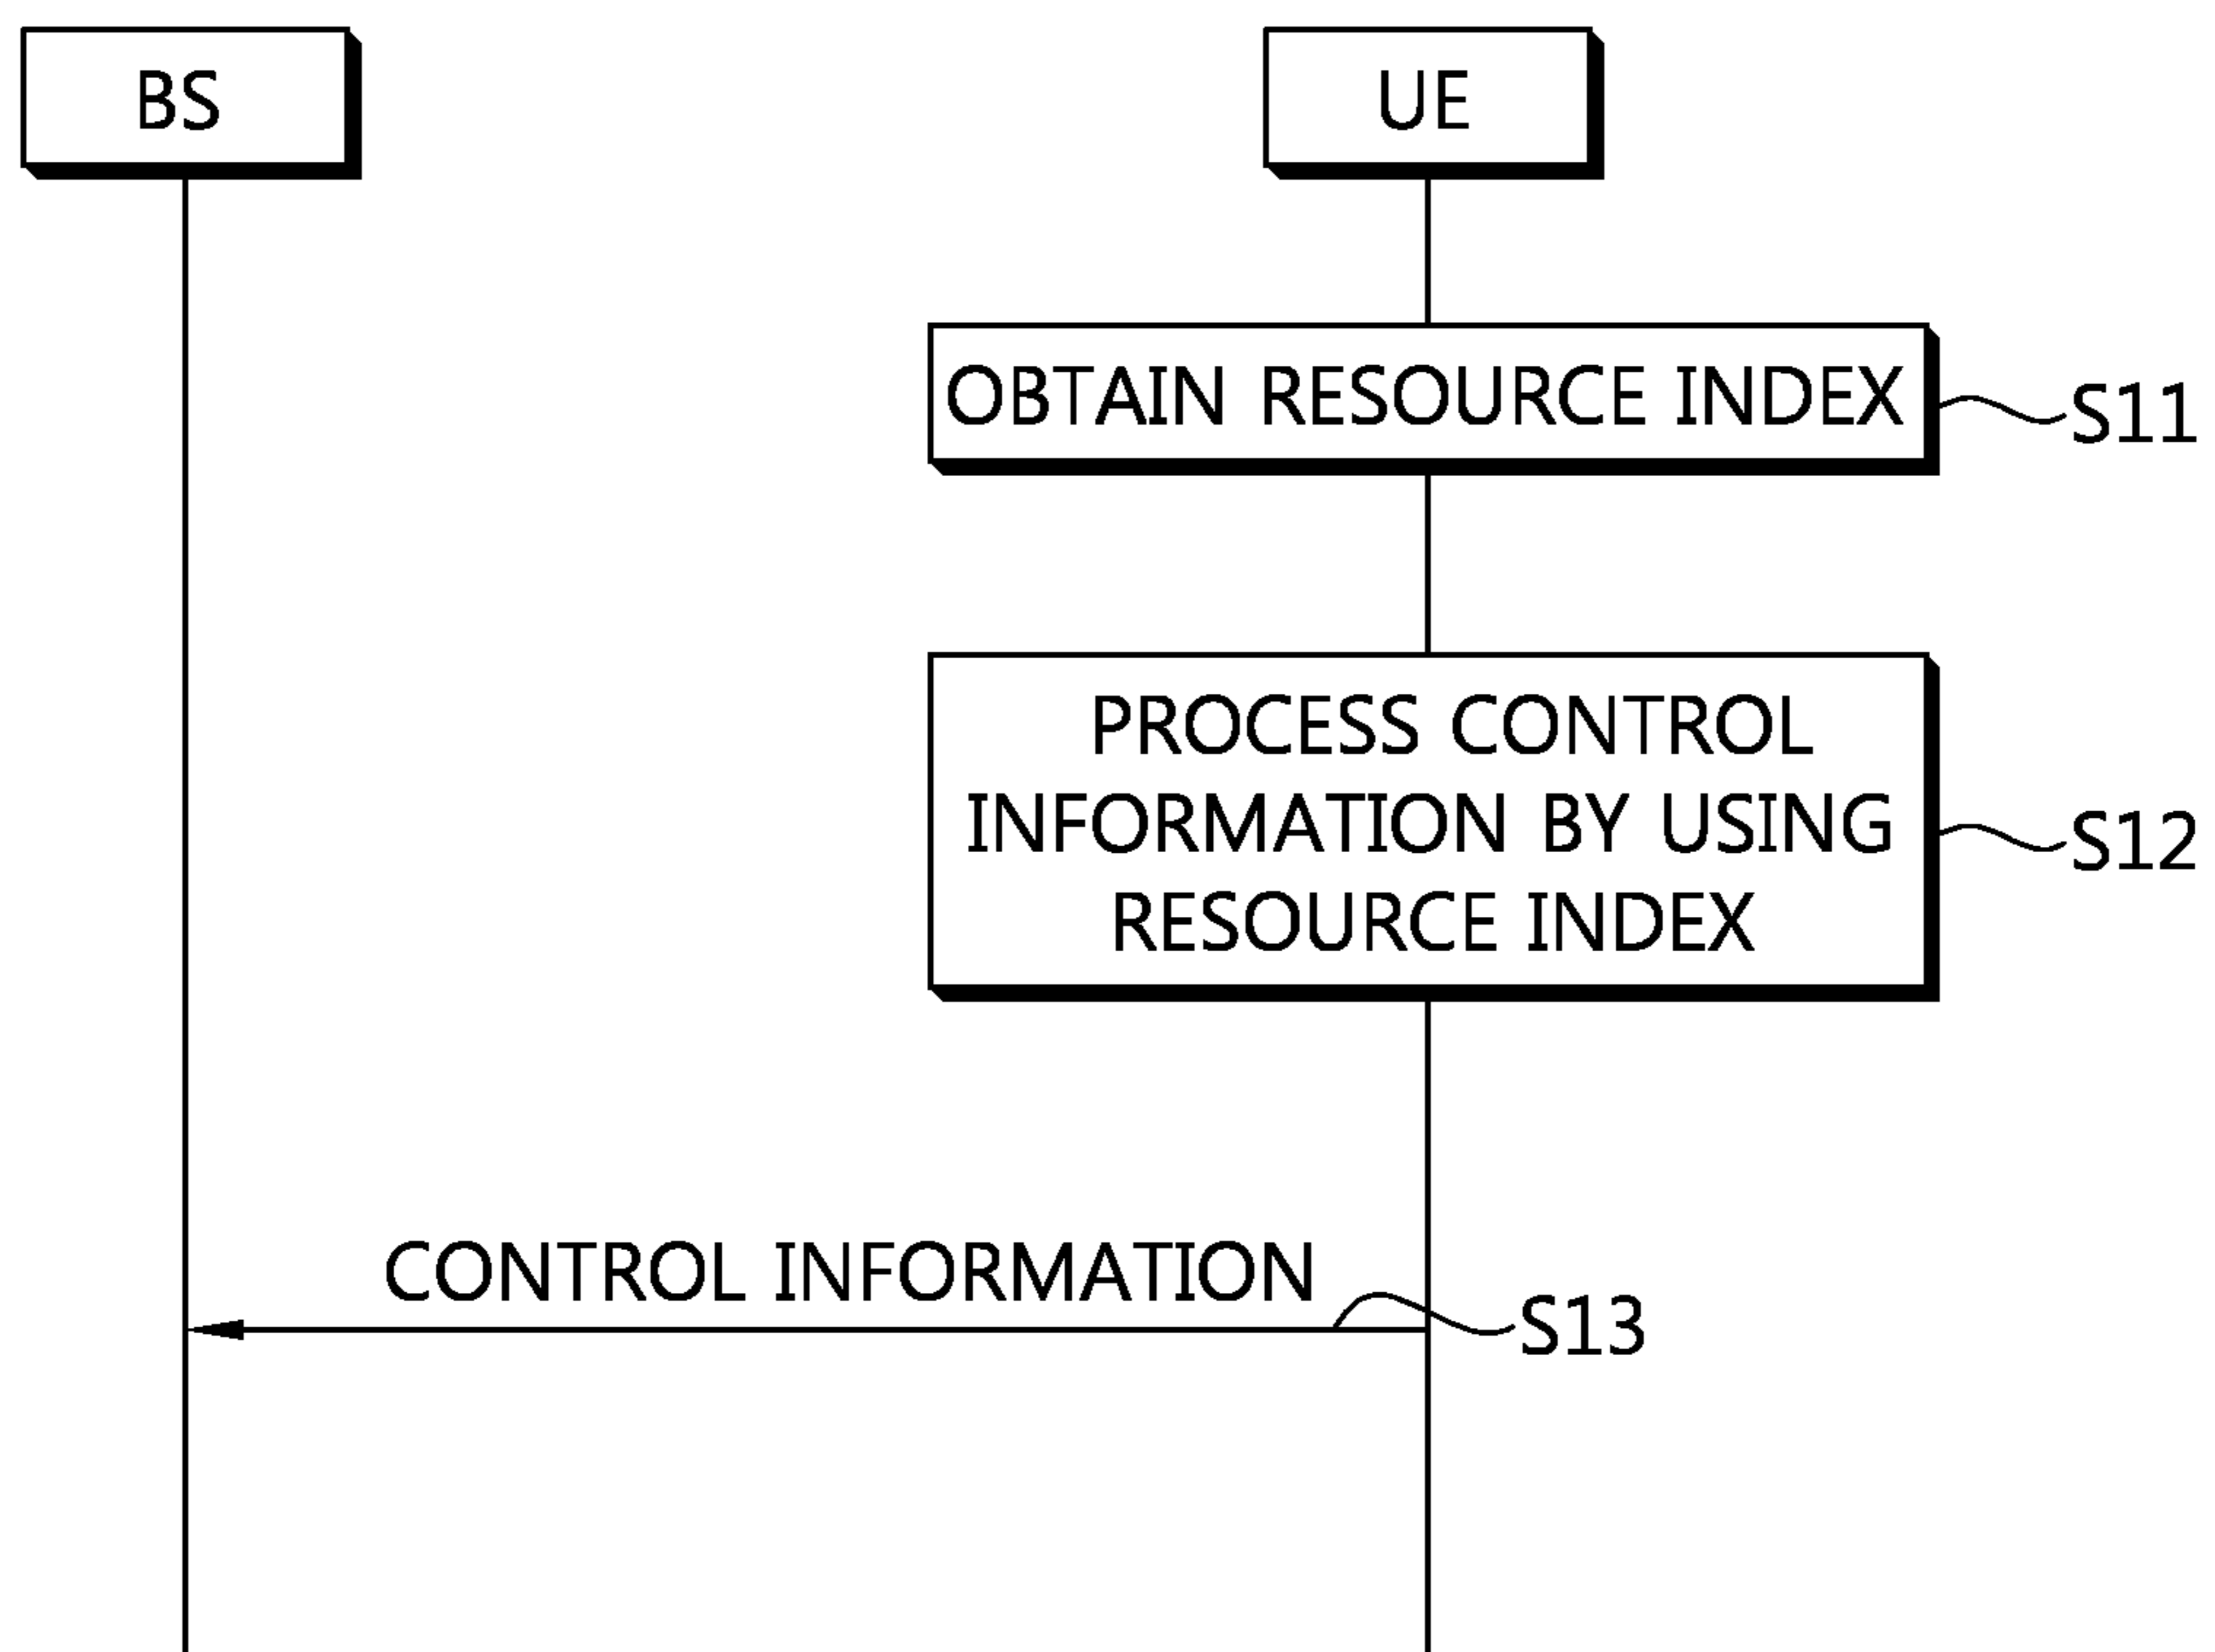 BS
UE
OBTAIN RESOURCE INDEX
S11
PROCESS CONTROL
INFORMATION BY USING
RESOURCE INDEX
S12
CONTROL INFORMATION
S13